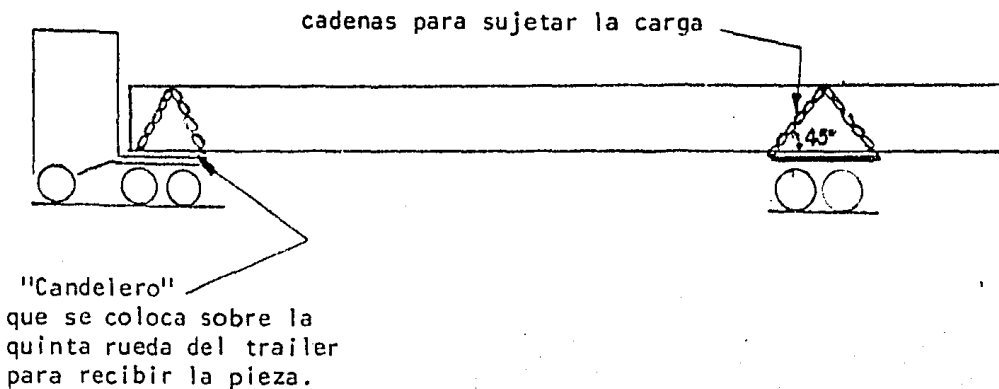 cadenas para sujetar la carga
45°
"Candelero"
que se coloca sobre la
quinta rueda del trailer
para recibir la pieza.